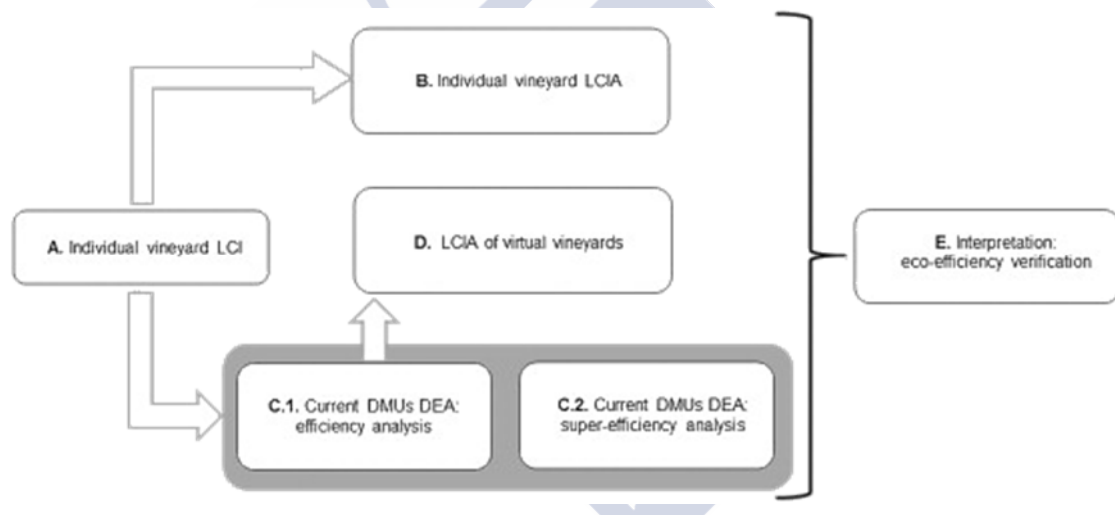 B. Individual vineyard LCIA
A. Individual vineyard LCI
D. LCIA of virtual vineyards
E. Interpretation:
eco-efficiency verification
C.1. Current DMUs DEA:
efficiency analysis
C.2. Current DMUs DEA:
super-efficiency analysis